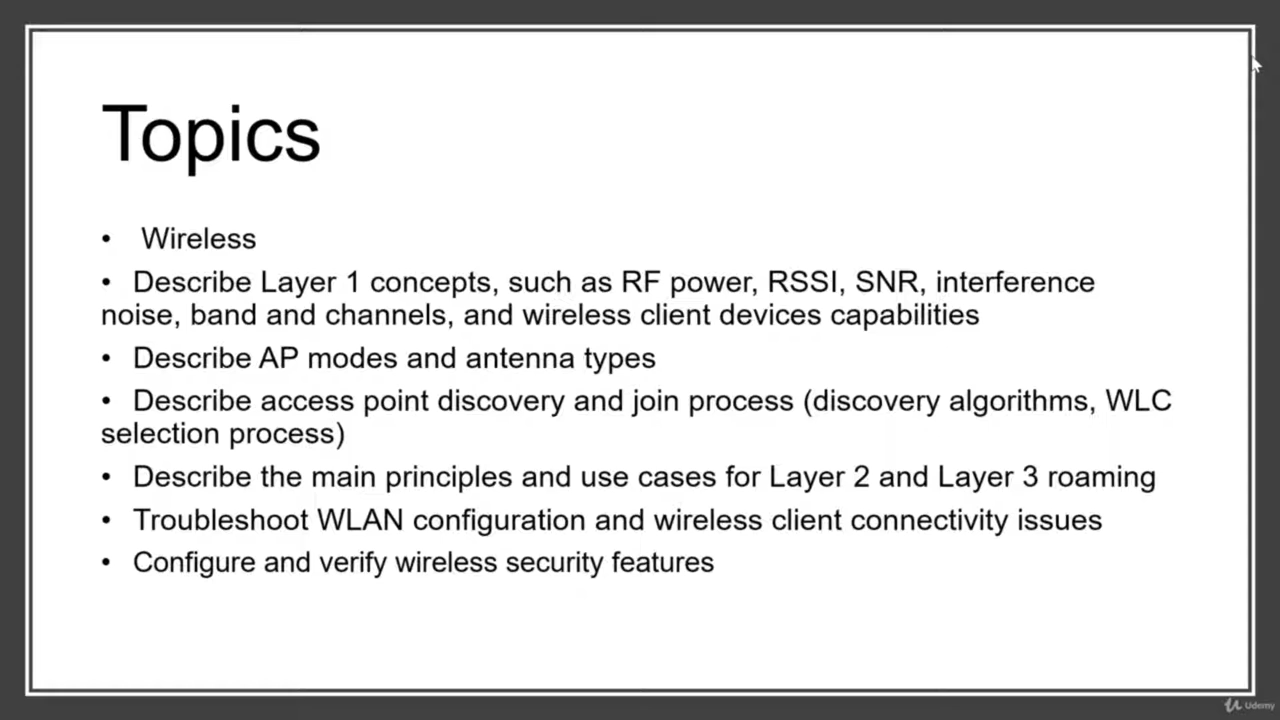 Topics
• Wireless
• Describe Layer 1 concepts, such as RF power, RSSI, SNR, interference
noise, band and channels, and wireless client devices capabilities
• Describe AP modes and antenna types
• Describe access point discovery and join process (discovery algorithms, WLC
selection process)
• Describe the main principles and use cases for Layer 2 and Layer 3 roaming
• Troubleshoot WLAN configuration and wireless client connectivity issues
• Configure and verify wireless security features
Udemy